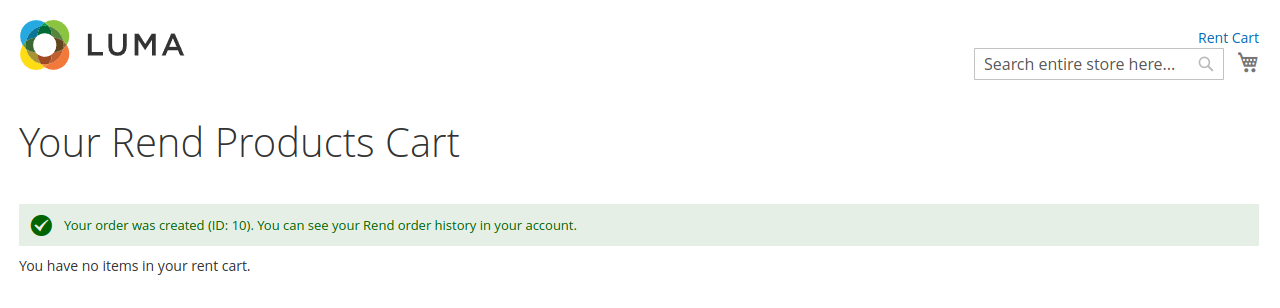 LUMA
Rent Cart
Search entire store here...
Your Rend Products Cart
Your order was created (ID: 10). You can see your Rend order history in your account.
You have no items in your rent cart.